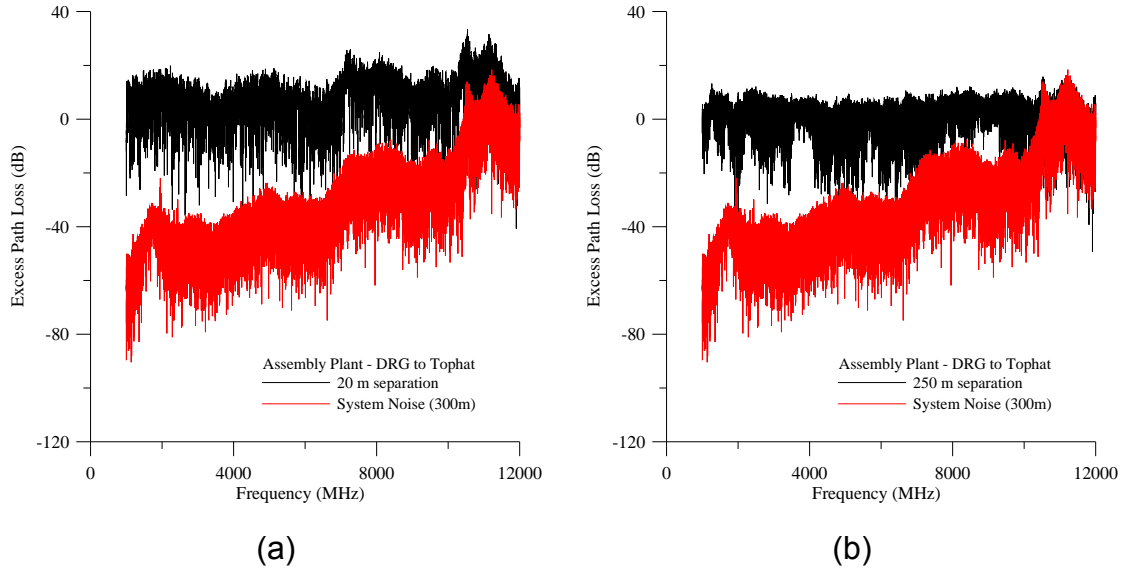 40
0
-40
-80
-120
Excess Path Loss (dB)
Assembly Plant - DRG to Tophat
20 m separation
System Noise (300m)
0
4000
8000
12000
Frequency (MHz)
(a)
40
0
-40
-80
-120
Excess Path Loss (dB)
Assembly Plant - DRG to Tophat
250 m separation
System Noise (300m)
0
4000
8000
12000
Frequency (MHz)
(b)